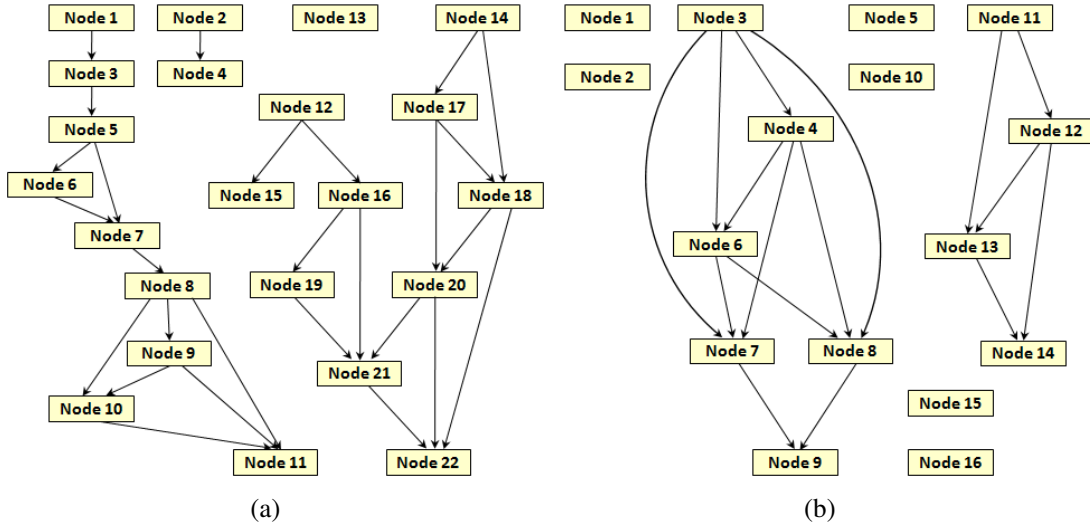 Node 1
Node 2
Node 13
Node 14
Node 3
Node 4
Node 5
Node 12
Node 17
Node 6
Node 15
Node 16
Node 18
Node 7
Node 8
Node 19
Node 20
Node 9
Node 21
Node 10
Node 11
Node 22
(a)
Node 1
Node 3
Node 5
Node 11
Node 2
Node 10
Node 4
Node 12
Node 6
Node 13
Node 7
Node 8
Node 14
Node 15
Node 9
Node 16
(b)